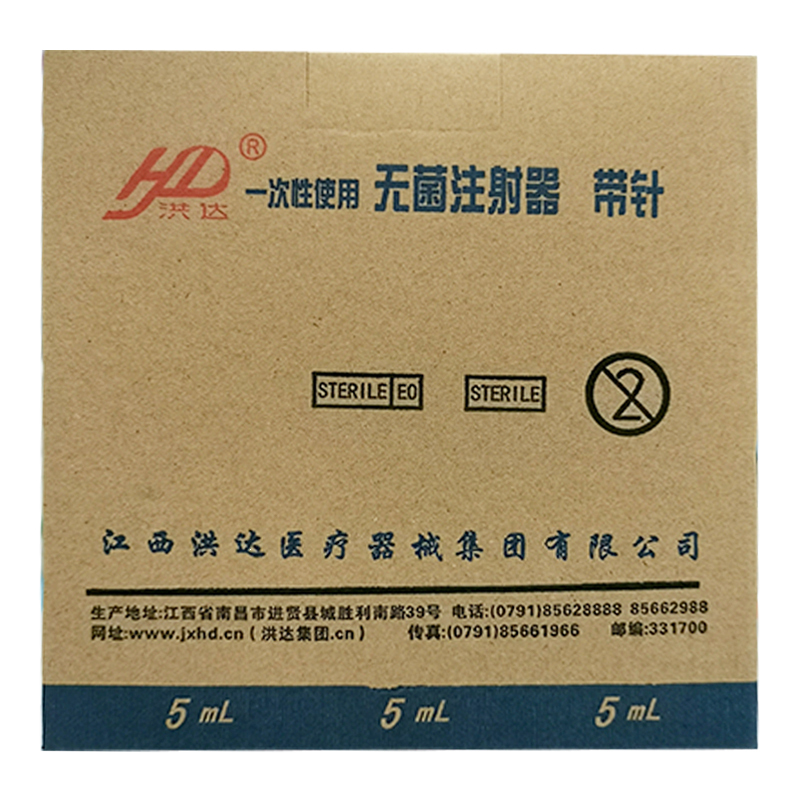 HD®
洪达
一次性使用 无菌注射器 带针
STERILE EO STERILE 2
江西洪达医疗器械集团有限公司
生产地址:江西省南昌市进贤县城胜利南路39号 电话:(0791)85628888 85662988
网址:www.jxhd.cn(洪达集团.cn) 传真:(0791)85661966 邮编:331700
5 mL 5 mL 5 mL